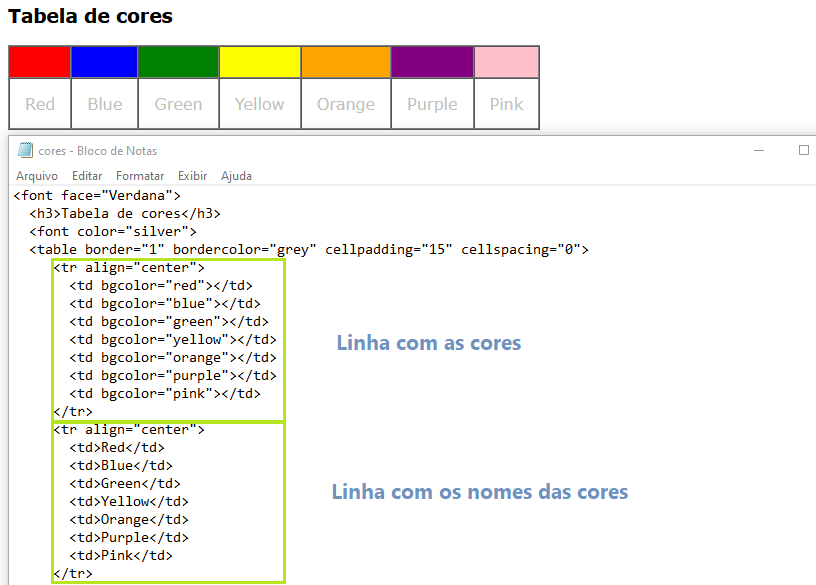 Tabela de cores
Red Blue Green Yellow Orange Purple Pink
cores - Bloco de Notas
Arquivo Editar Formatar Exibir Ajuda
<font face="Verdana">
<h3>Tabela de cores</h3>
<font color="silver">
<table border="1" bordercolor="grey" cellpadding="15" cellspacing="0">
<tr align="center">
<td bgcolor="red"></td>
<td bgcolor="blue"></td>
<td bgcolor="green"></td>
<td bgcolor="yellow"></td>
<td bgcolor="orange"></td>
<td bgcolor="purple"></td>
<td bgcolor="pink"></td>
</tr>
Linha com as cores
<tr align="center">
<td>Red</td>
<td>Blue</td>
<td>Green</td>
<td>Yellow</td>
<td>Orange</td>
<td>Purple</td>
<td>Pink</td>
</tr>
Linha com os nomes das cores